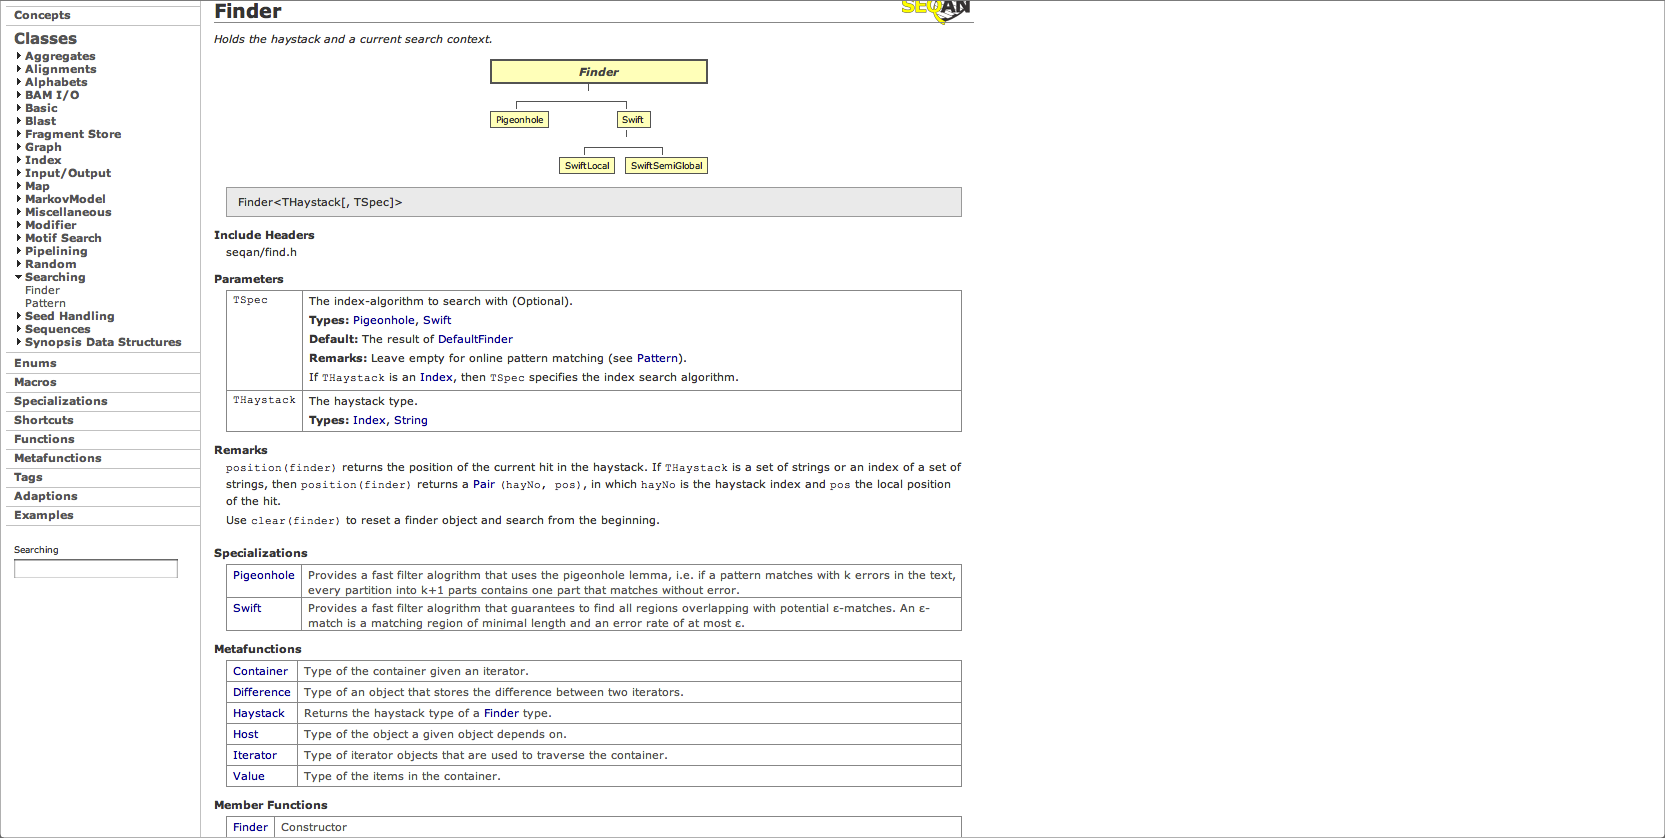 Concepts
Classes
Aggregates
Alignments
Alphabets
BAM I/O
Basic
Blast
Fragment Store
Graph
Index
Input/Output
Map
MarkovModel
Miscellaneous
Modifier
Motif Search
Pipelining
Random
Searching
Finder
Pattern
Seed Handling
Sequences
Synopsis Data Structures
Enums
Macros
Specializations
Shortcuts
Functions
Metafunctions
Tags
Adaptions
Examples
Searching
Finder
SEQAN
Holds the haystack and a current search context.
Finder
Pigeonhole
Swift
SwiftLocal
SwiftSemiGlobal
Finder<THaystack[, TSpec]>
Include Headers
seqan/find.h
Parameters
TSpec
The index-algorithm to search with (Optional).
Types: Pigeonhole, Swift
Default: The result of DefaultFinder
Remarks: Leave empty for online pattern matching (see Pattern).
If THaystack is an Index, then TSpec specifies the index search algorithm.
THaystack
The haystack type.
Types: Index, String
Remarks
position(finder) returns the position of the current hit in the haystack. If THaystack is a set of strings or an index of a set of
strings, then position(finder) returns a Pair (hayNo, pos), in which hayNo is the haystack index and pos the local position
of the hit.
Use clear(finder) to reset a finder object and search from the beginning.
Specializations
Pigeonhole
Provides a fast filter alogrithm that uses the pigeonhole lemma, i.e. if a pattern matches with k errors in the text,
every partition into k+1 parts contains one part that matches without error.
Swift
Provides a fast filter alogrithm that guarantees to find all regions overlapping with potential ε-matches. An ε-
match is a matching region of minimal length and an error rate of at most ε.
Metafunctions
Container Type of the container given an iterator.
Difference Type of an object that stores the difference between two iterators.
Haystack Returns the haystack type of a Finder type.
Host Type of the object a given object depends on.
Iterator Type of iterator objects that are used to traverse the container.
Value Type of the items in the container.
Member Functions
Finder Constructor